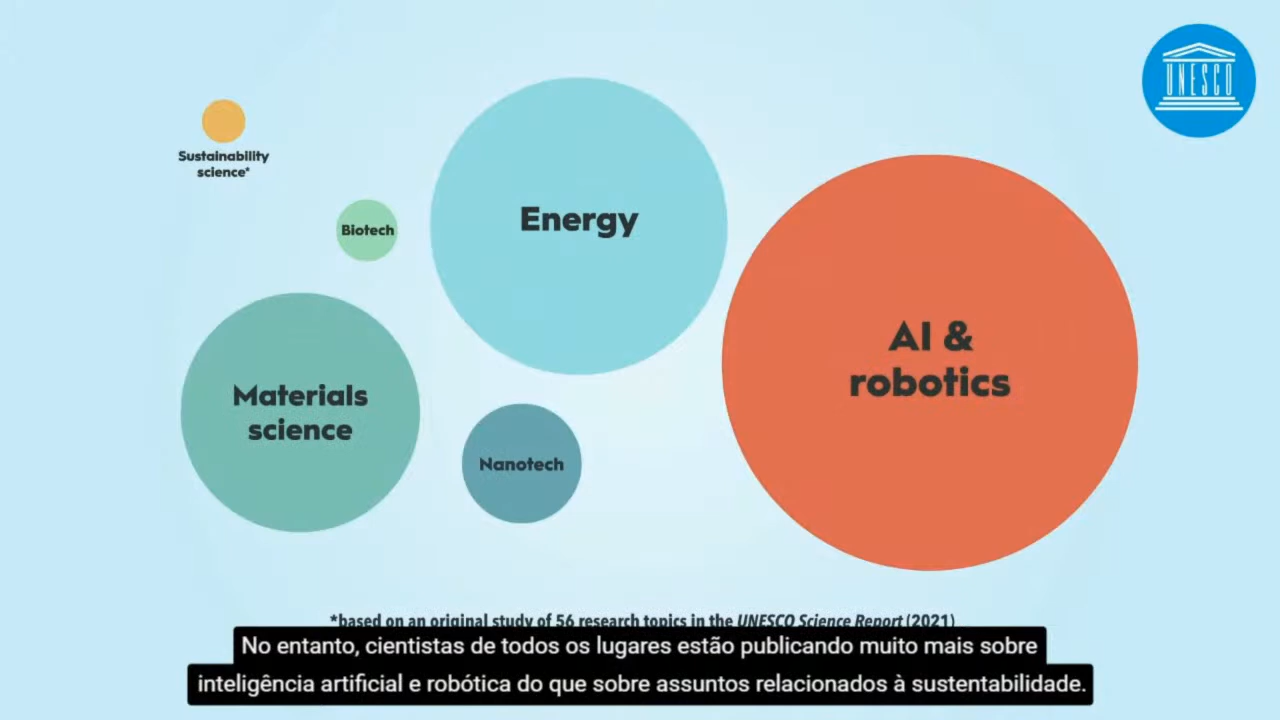 UNESCO
Sustainability
science*
Biotech
Energy
AI &
robotics
Materials
science
Nanotech
*based on an original study of 56 research topics in the UNESCO Science Report (2021)
No entanto, cientistas de todos os lugares estão publicando muito mais sobre
inteligência artificial e robótica do que sobre assuntos relacionados à sustentabilidade.